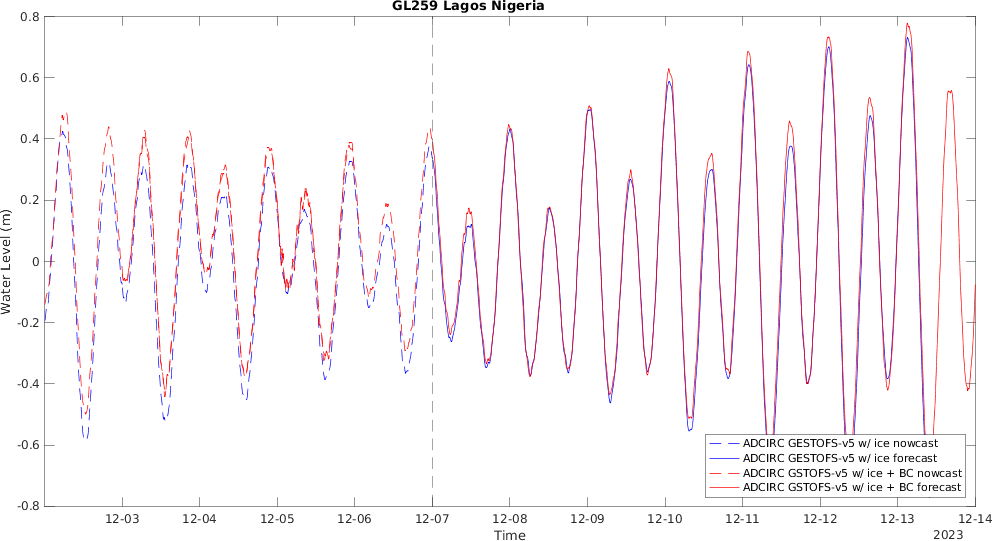 GL259 Lagos Nigeria
Water Level (m)
0.8
0.6
0.4
0.2
0
-0.2
-0.4
-0.6
-0.8
ADCIRC GESTOFS-v5 w/ ice nowcast
ADCIRC GESTOFS-v5 w/ ice forecast
ADCIRC GSTOFS-v5 w/ ice + BC nowcast
ADCIRC GSTOFS-v5 w/ ice + BC forecast
12-03 12-04 12-05 12-06 12-07 12-08 12-09 12-10 12-11 12-12 12-13 12-14
Time
2023